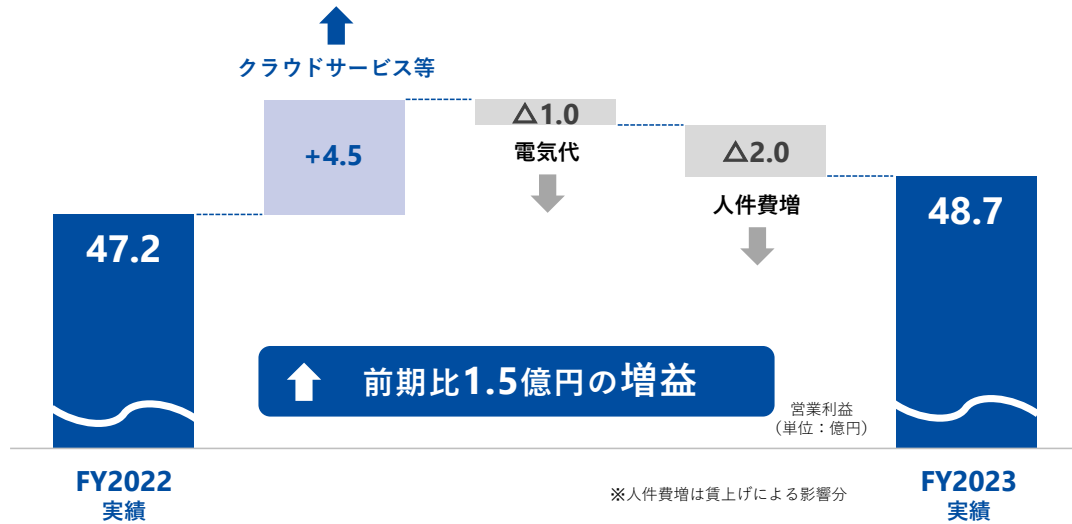 クラウドサービス等
+4.5
△1.0
電気代
△2.0
人件費増
47.2
48.7
前期比1.5億円の増益
営業利益
（単位：億円）
FY2022
実績
※人件費増は賃上げによる影響分
FY2023
実績